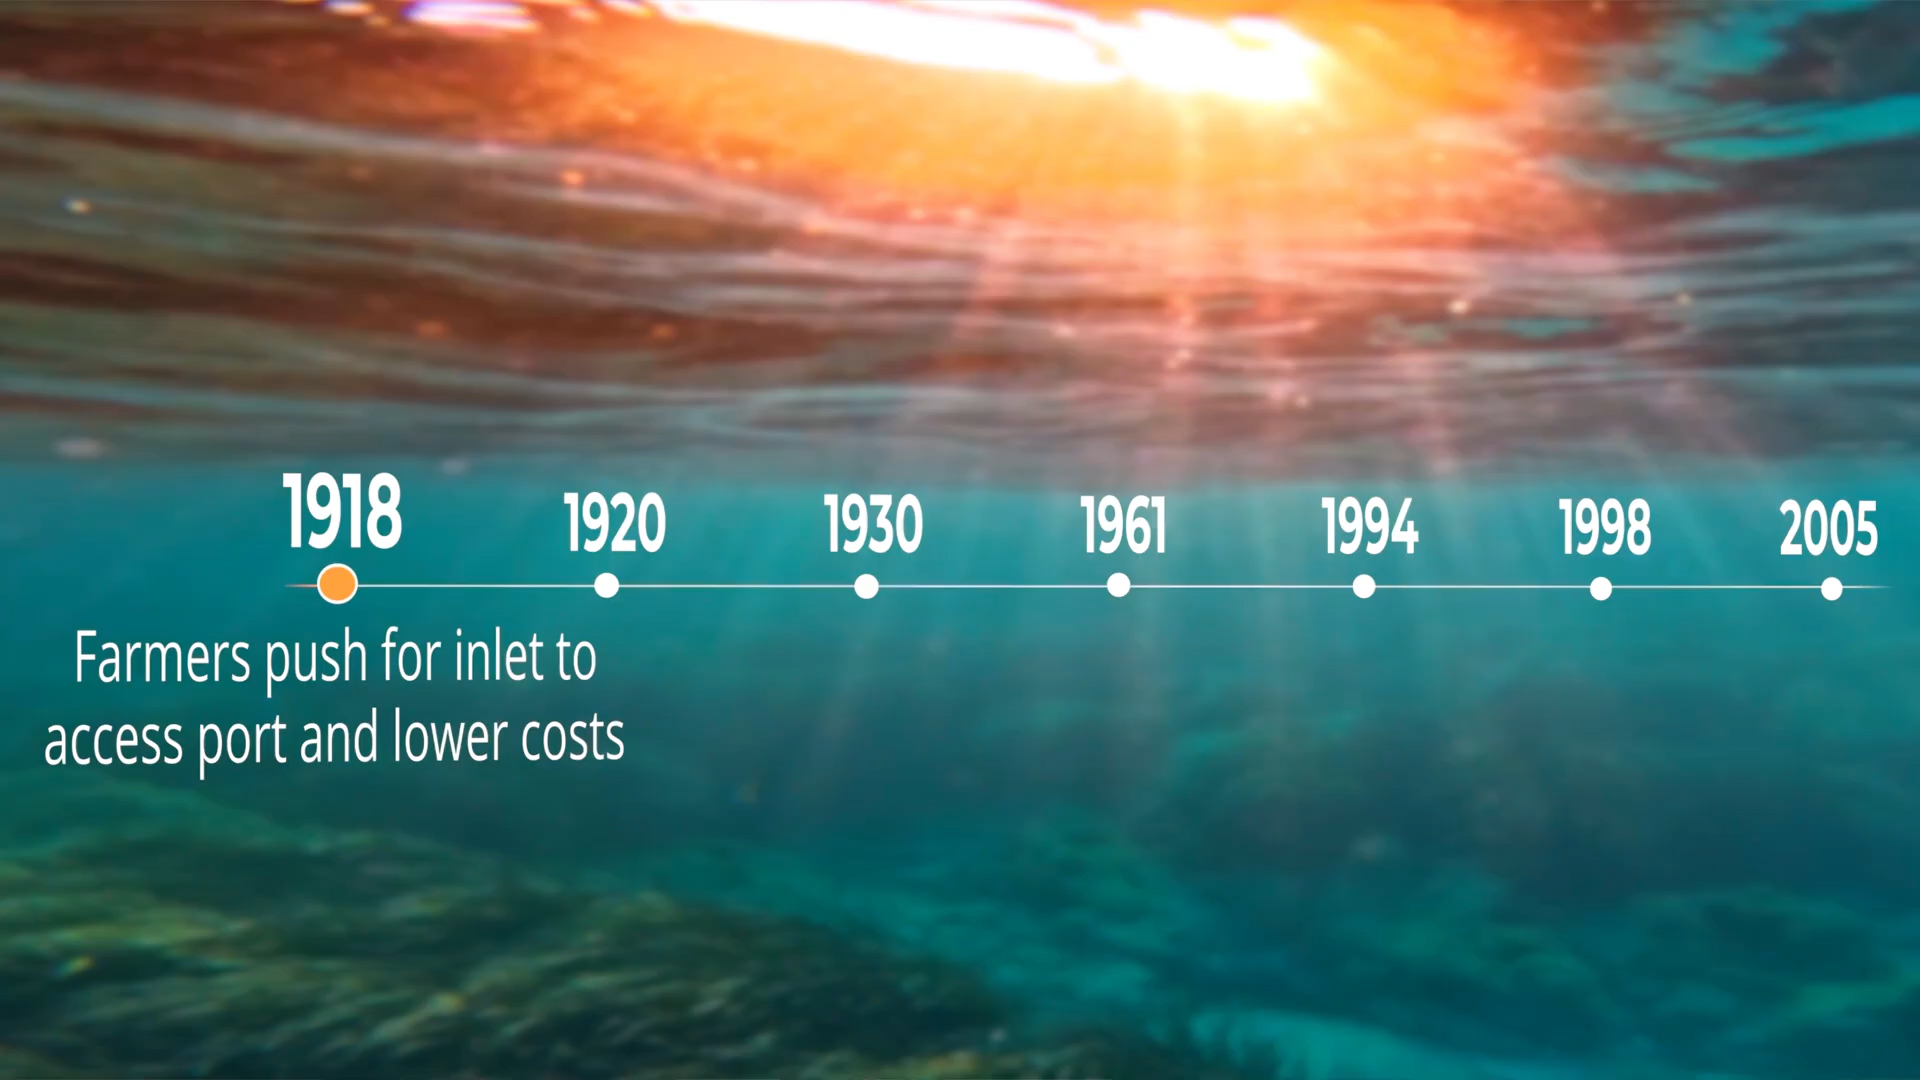 1918 1920 1930 1961 1994 1998 2005
Farmers push for inlet to
access port and lower costs